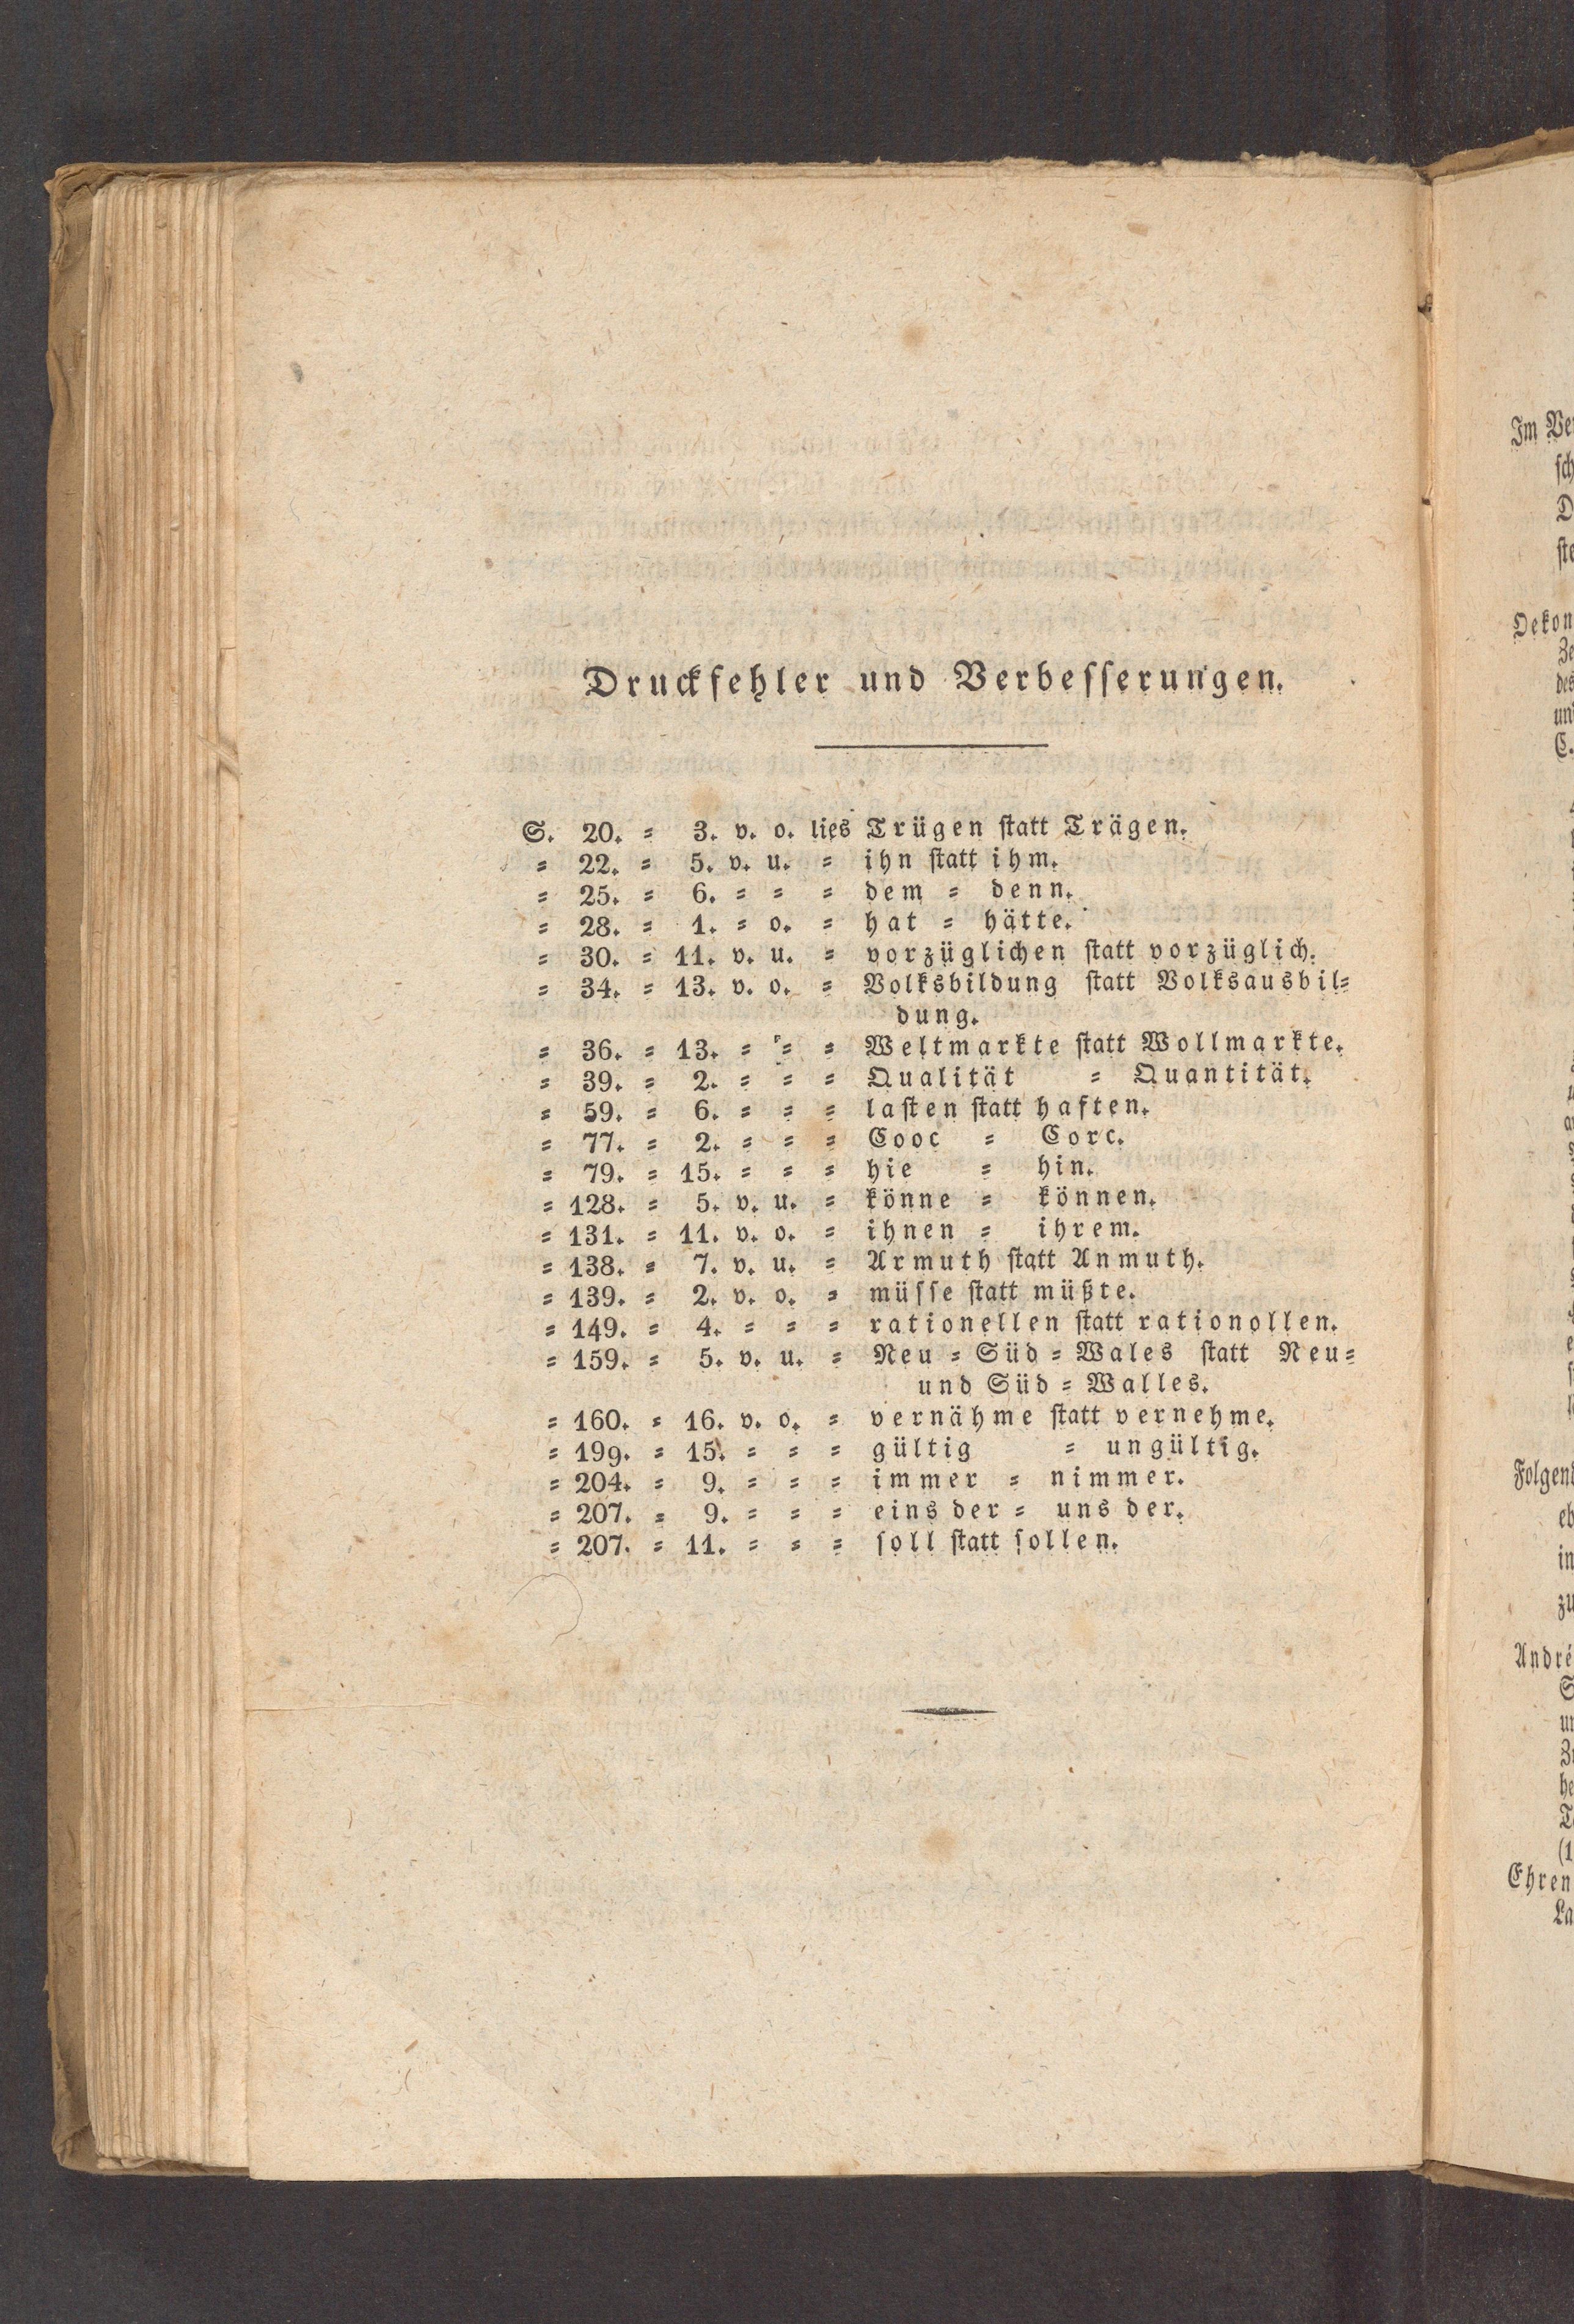 Druckfehler und Verbesserungen.
S. 20. = 3. v. o. lies Trügen statt Trägen.
= 22. = 5. v. u. = ihn statt ihm.
= 25. = 6. = = = dem = denn.
= 28. = 1. = o. = hat = hätte.
= 30. = 11. v. u. = vorzüglichen statt vorzüglich.
= 34. = 13. v. o. = Volksbildung statt Volksausbil=
dung.
= 36. = 13. = = = Weltmarkte statt Wollmarkte.
= 39. = 2. = = = Qualität = Quantität.
= 59. = 6. = = = lasten statt haften.
= 77. = 2. = = = Cooc = Corc.
= 79. = 15. = = = hie = hin.
= 128. = 5. v. u. = könne = können.
= 131. = 11. v. o. = ihnen = ihrem.
= 138. = 7. v. u. = Armuth statt Anmuth.
= 139. = 2. v. o. = müsse statt müßte.
= 149. = 4. = = = rationellen statt rationollen.
= 159. = 5. v. u. = Neu = Süd = Wales statt Neu=
und Süd = Walles.
= 160. = 16. v. o. = vernähme statt vernehme.
= 199. = 15. = = = gültig = ungültig.
= 204. = 9. = = = immer = nimmer.
= 207. = 9. = = = eins der = uns der.
= 207. = 11. = = = soll statt sollen.
Im
Folgend
André